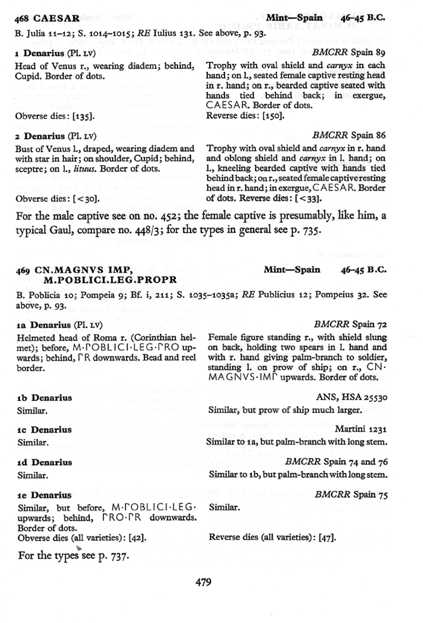 468 CAESAR Mint—Spain 46-45 B.C.
B. Julia 11-12; S. 1014-1015; RE Iulius 131. See above, p. 93.
1 Denarius (Pl. LV) BMCRR Spain 89
Head of Venus r., wearing diadem; behind,
Cupid. Border of dots.
Trophy with oval shield and carnyx in each
hand; on l., seated female captive resting head
in r. hand; on r., bearded captive seated with
hands tied behind back; in exergue,
CAESAR. Border of dots.
Obverse dies: [135]. Reverse dies: [150].
2 Denarius (Pl. LV) BMCRR Spain 86
Bust of Venus l., draped, wearing diadem and
with star in hair; on shoulder, Cupid; behind,
sceptre; on l., lituus. Border of dots.
Trophy with oval shield and carnyx in r. hand
and oblong shield and carnyx in l. hand; on
l., kneeling bearded captive with hands tied
behind back; on r., seated female captive resting
head in r. hand; in exergue, CAESAR. Border
Obverse dies: [<30]. of dots. Reverse dies: [<33].
For the male captive see on no. 452; the female captive is presumably, like him, a
typical Gaul, compare no. 448/3; for the types in general see p. 735.
469 CN.MAGNVS IMP, Mint—Spain 46-45 B.C.
M.POBLICI.LEG.PROPR
B. Poblicia 10; Pompeia 9; Bf. i, 211; S. 1035-1035a; RE Publicius 12; Pompeius 32. See
above, p. 93.
1a Denarius (Pl. LV) BMCRR Spain 72
Helmeted head of Roma r. (Corinthian hel-
met); before, M·ΓOBLICI·LEG·ΓRO up-
wards; behind, ΓR downwards. Bead and reel
border.
Female figure standing r., with shield slung
on back, holding two spears in l. hand and
with r. hand giving palm-branch to soldier,
standing l. on prow of ship; on r., CN·
MAGNVS·IMΓ upwards. Border of dots.
1b Denarius ANS, HSA 25530
Similar. Similar, but prow of ship much larger.
1c Denarius Martini 1231
Similar. Similar to 1a, but palm-branch with long stem.
1d Denarius BMCRR Spain 74 and 76
Similar. Similar to 1b, but palm-branch with long stem.
1e Denarius BMCRR Spain 75
Similar, but before, M·ΓOBLICI·LEG· Similar.
upwards; behind, ΓRO·ΓR downwards.
Border of dots.
Obverse dies (all varieties): [42]. Reverse dies (all varieties): [47].
For the types see p. 737.
479